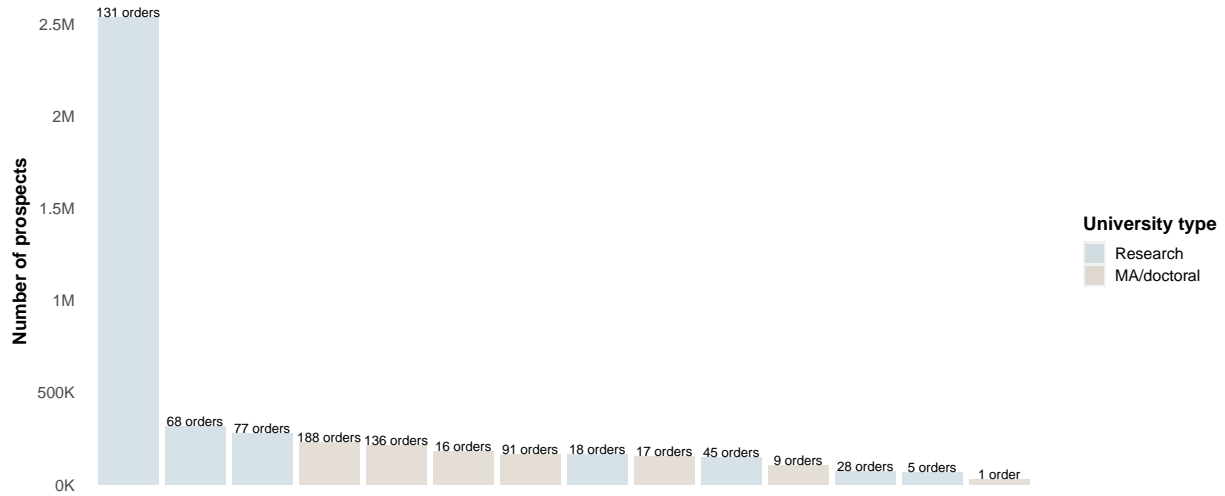 131 orders
2.5M
2M
1.5M
1M
500K
0K
Number of prospects
68 orders
77 orders
188 orders
136 orders
16 orders
91 orders
18 orders
17 orders
45 orders
9 orders
28 orders
5 orders
1 order
University type
Research
MA/doctoral